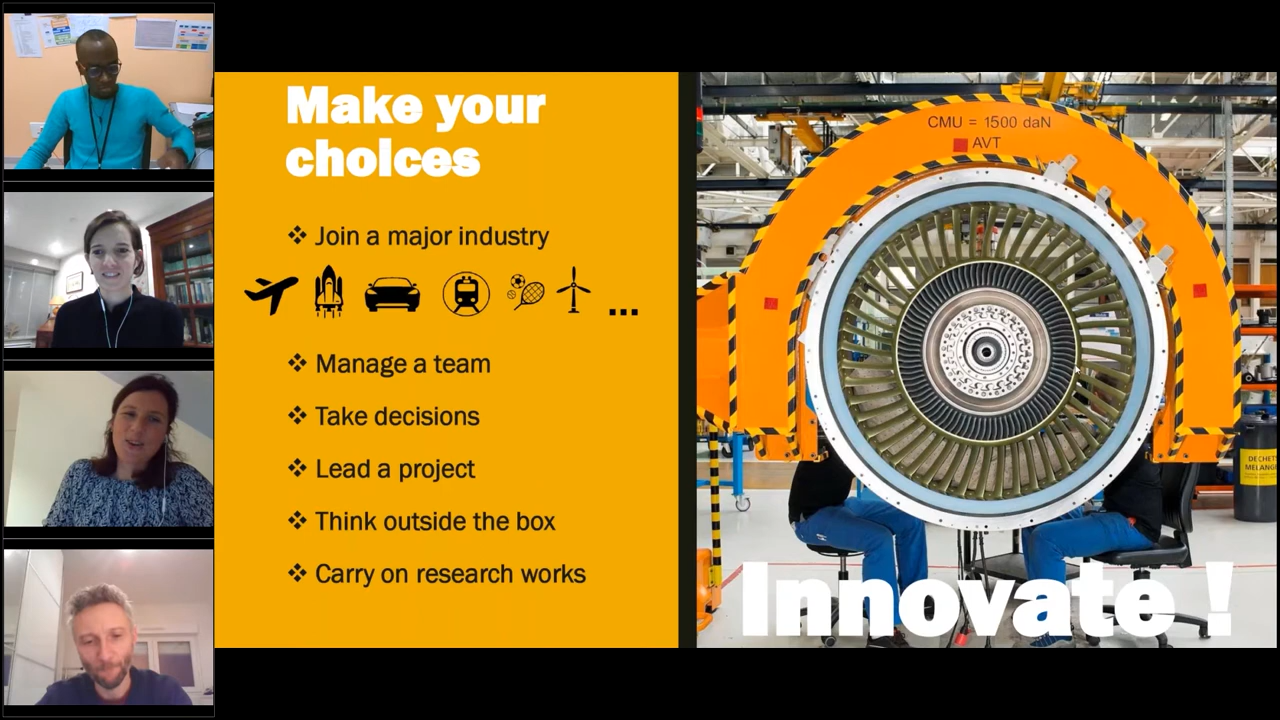 Make your
choices
❖ Join a major industry
...
❖ Manage a team
❖ Take decisions
❖ Lead a project
❖ Think outside the box
❖ Carry on research works
CMU = 1500 daN
AVT
DECHET
MELANG
Innovate !